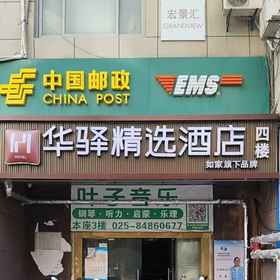 宏景汇
GRANDVIEW
中国邮政
CHINA POST
EMS
华驿精选酒店
四楼
如家旗下品牌
叶子音乐
钢琴·听力·启蒙·乐理
本座3楼 025-84860677